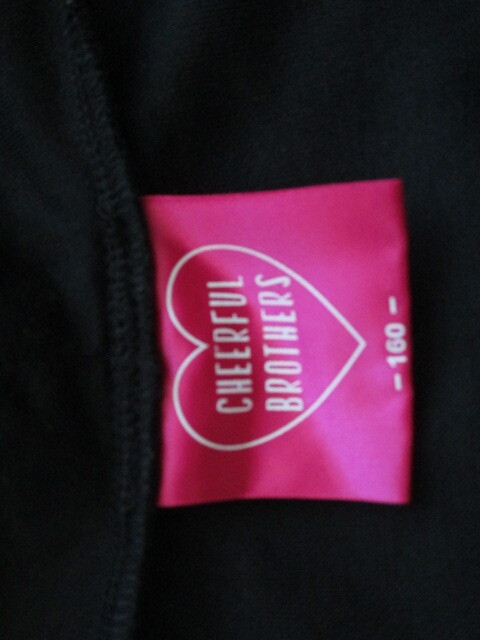 CHEERFUL
BROTHERS
- 160 -